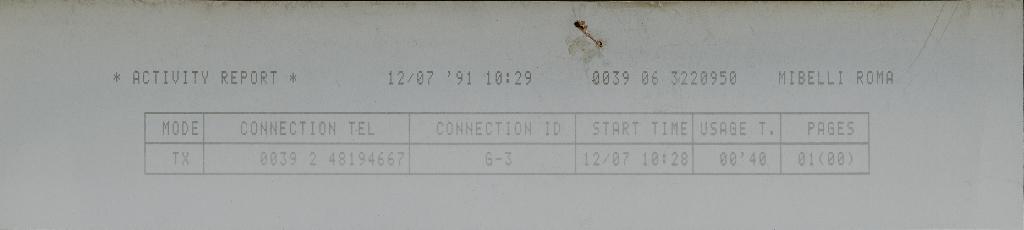 * ACTIVITY REPORT * 12/07 '91 10:29 0039 06 3220950 MIBELLI ROMA
MODE CONNECTION TEL CONNECTION ID START TIME USAGE T. PAGES
TX 0039 2 48194667 G-3 12/07 10:28 00'40 01(00)